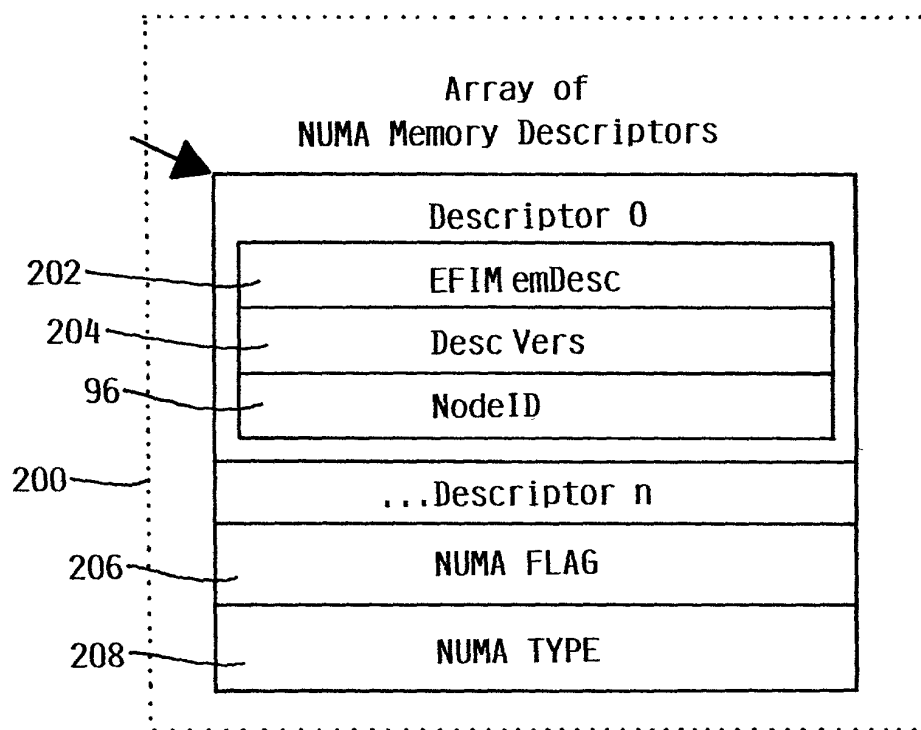 Array of
NUMA Memory Descriptors
Descriptor 0
202 EFIMemDesc
204 Desc Vers
96 NodeID
200 ...Descriptor n
206 NUMA FLAG
208 NUMA TYPE